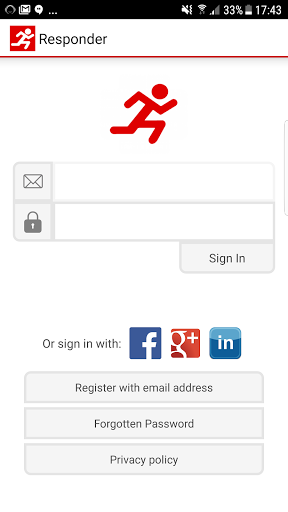 ... 33% 17:43
Responder
Sign In
Or sign in with: f g+ in
Register with email address
Forgotten Password
Privacy policy